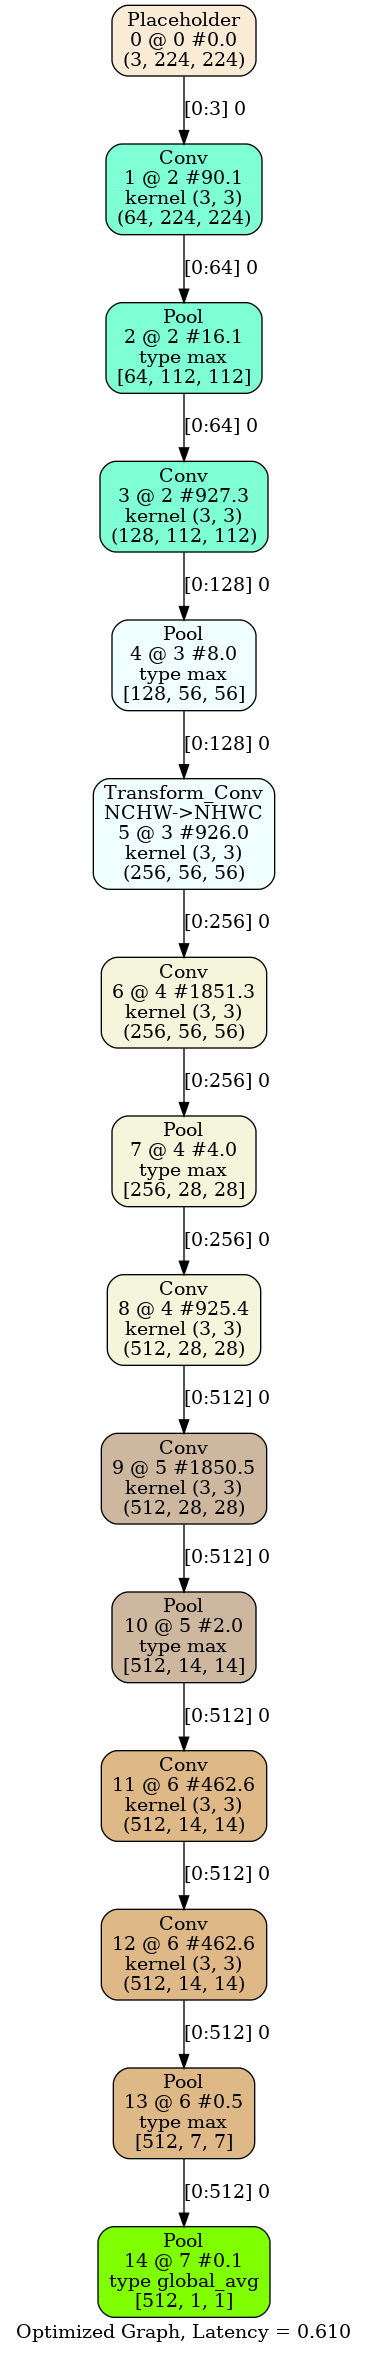 Placeholder
0 @ 0 #0.0
(3, 224, 224)
[0:3] 0
Conv
1 @ 2 #90.1
kernel (3, 3)
(64, 224, 224)
[0:64] 0
Pool
2 @ 2 #16.1
type max
[64, 112, 112]
[0:64] 0
Conv
3 @ 2 #927.3
kernel (3, 3)
(128, 112, 112)
[0:128] 0
Pool
4 @ 3 #8.0
type max
[128, 56, 56]
[0:128] 0
Transform_Conv
NCHW->NHWC
5 @ 3 #926.0
kernel (3, 3)
(256, 56, 56)
[0:256] 0
Conv
6 @ 4 #1851.3
kernel (3, 3)
(256, 56, 56)
[0:256] 0
Pool
7 @ 4 #4.0
type max
[256, 28, 28]
[0:256] 0
Conv
8 @ 4 #925.4
kernel (3, 3)
(512, 28, 28)
[0:512] 0
Conv
9 @ 5 #1850.5
kernel (3, 3)
(512, 28, 28)
[0:512] 0
Pool
10 @ 5 #2.0
type max
[512, 14, 14]
[0:512] 0
Conv
11 @ 6 #462.6
kernel (3, 3)
(512, 14, 14)
[0:512] 0
Conv
12 @ 6 #462.6
kernel (3, 3)
(512, 14, 14)
[0:512] 0
Pool
13 @ 6 #0.5
type max
[512, 7, 7]
[0:512] 0
Pool
14 @ 7 #0.1
type global_avg
[512, 1, 1]
Optimized Graph, Latency = 0.610